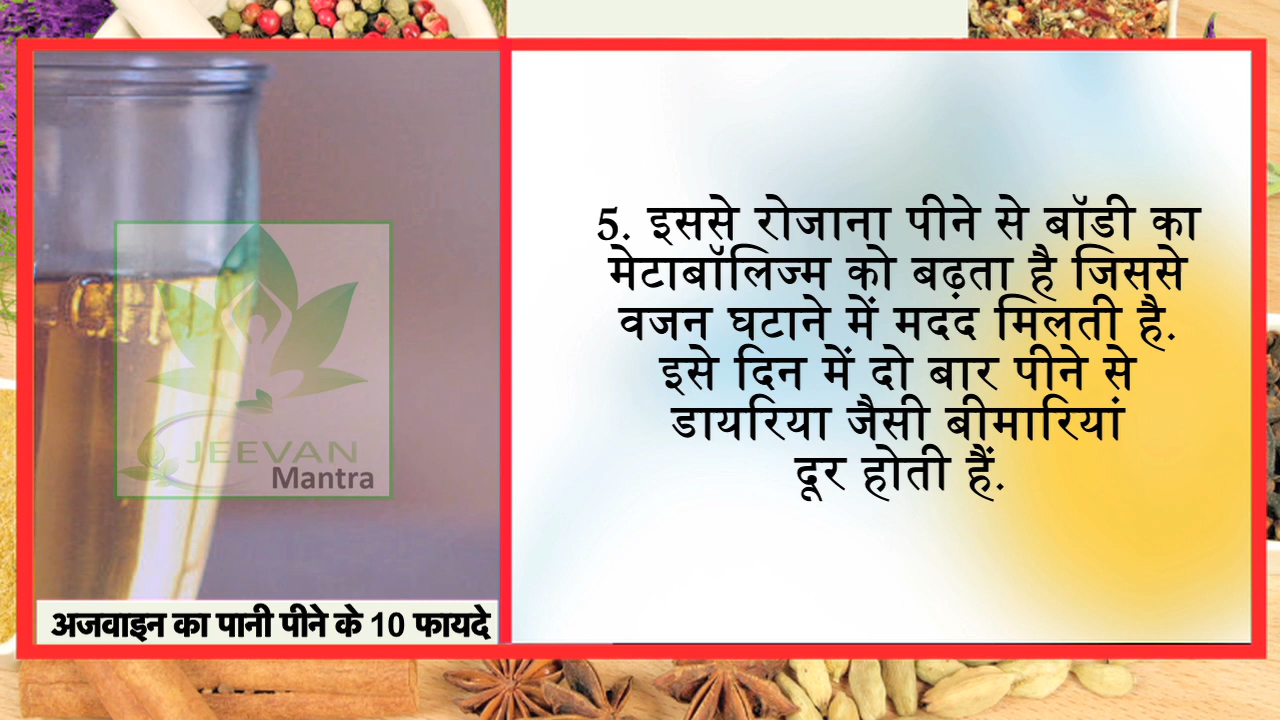 5. इससे रोजाना पीने से बॉडी का
मेटाबॉलिज्म को बढ़ता है जिससे
वजन घटाने में मदद मिलती है.
इसे दिन में दो बार पीने से
डायरिया जैसी बीमारियां
दूर होती हैं.
JEEVAN
Mantra
अजवाइन का पानी पीने के 10 फायदे